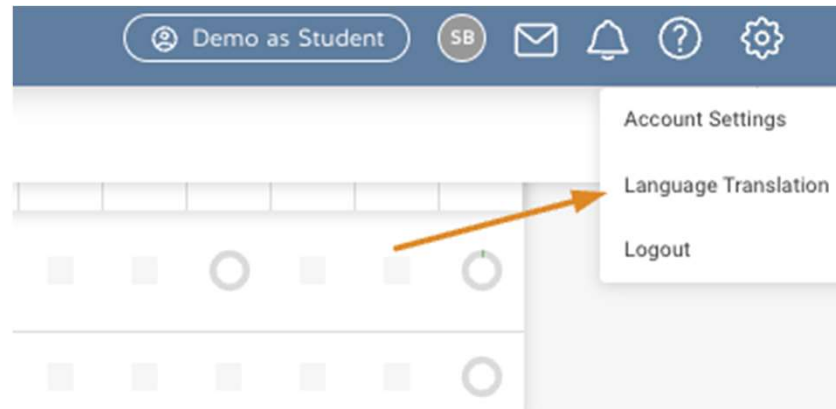 Demo as Student
SB
?
Account Settings
Language Translation
Logout